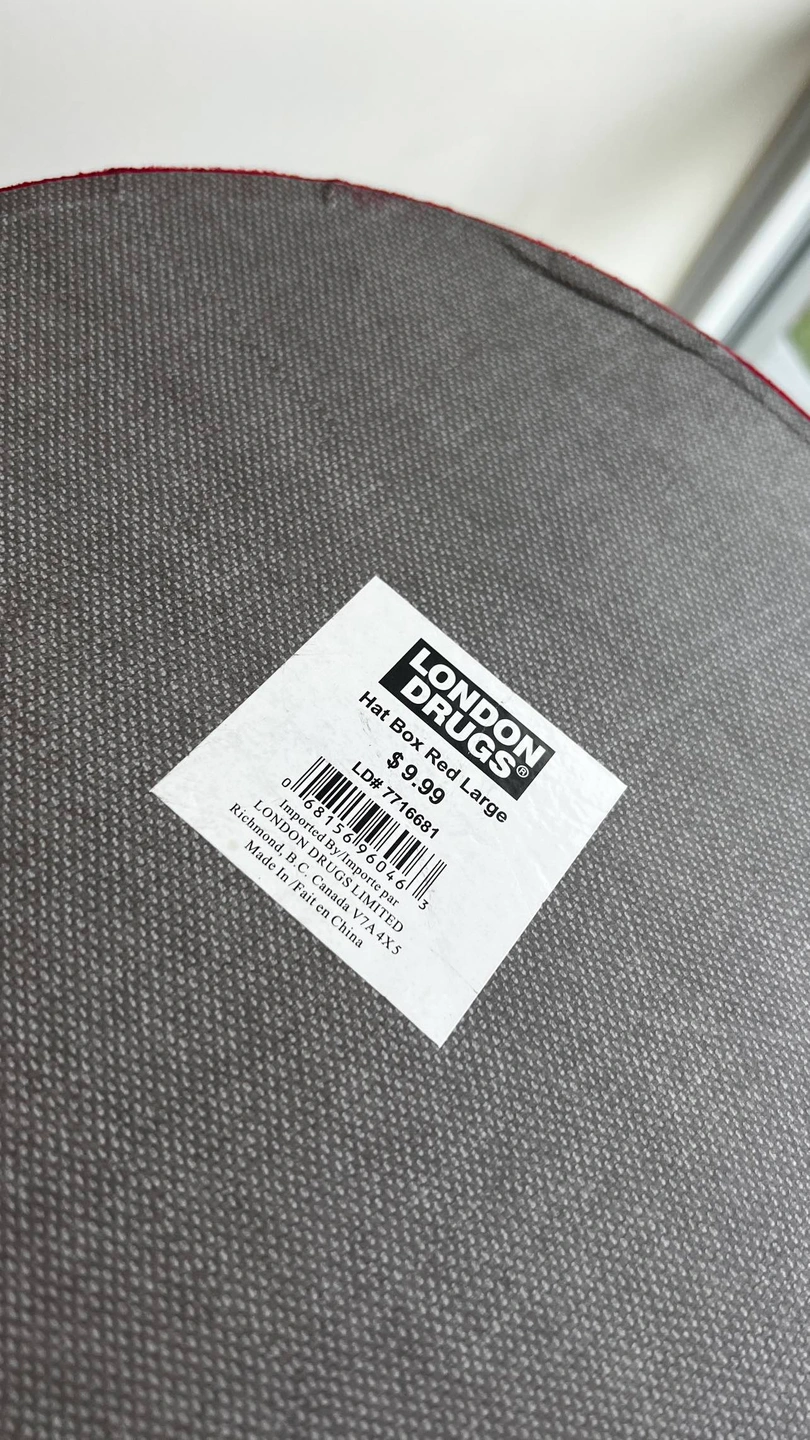 LONDON
DRUGS®
Hat Box Red Large
$9.99
LD# 7716681
0 68156 96046 3
Imported By/Importe par
LONDON DRUGS LIMITED
Richmond, B.C. Canada V7A 4X5
Made In /Fait en China